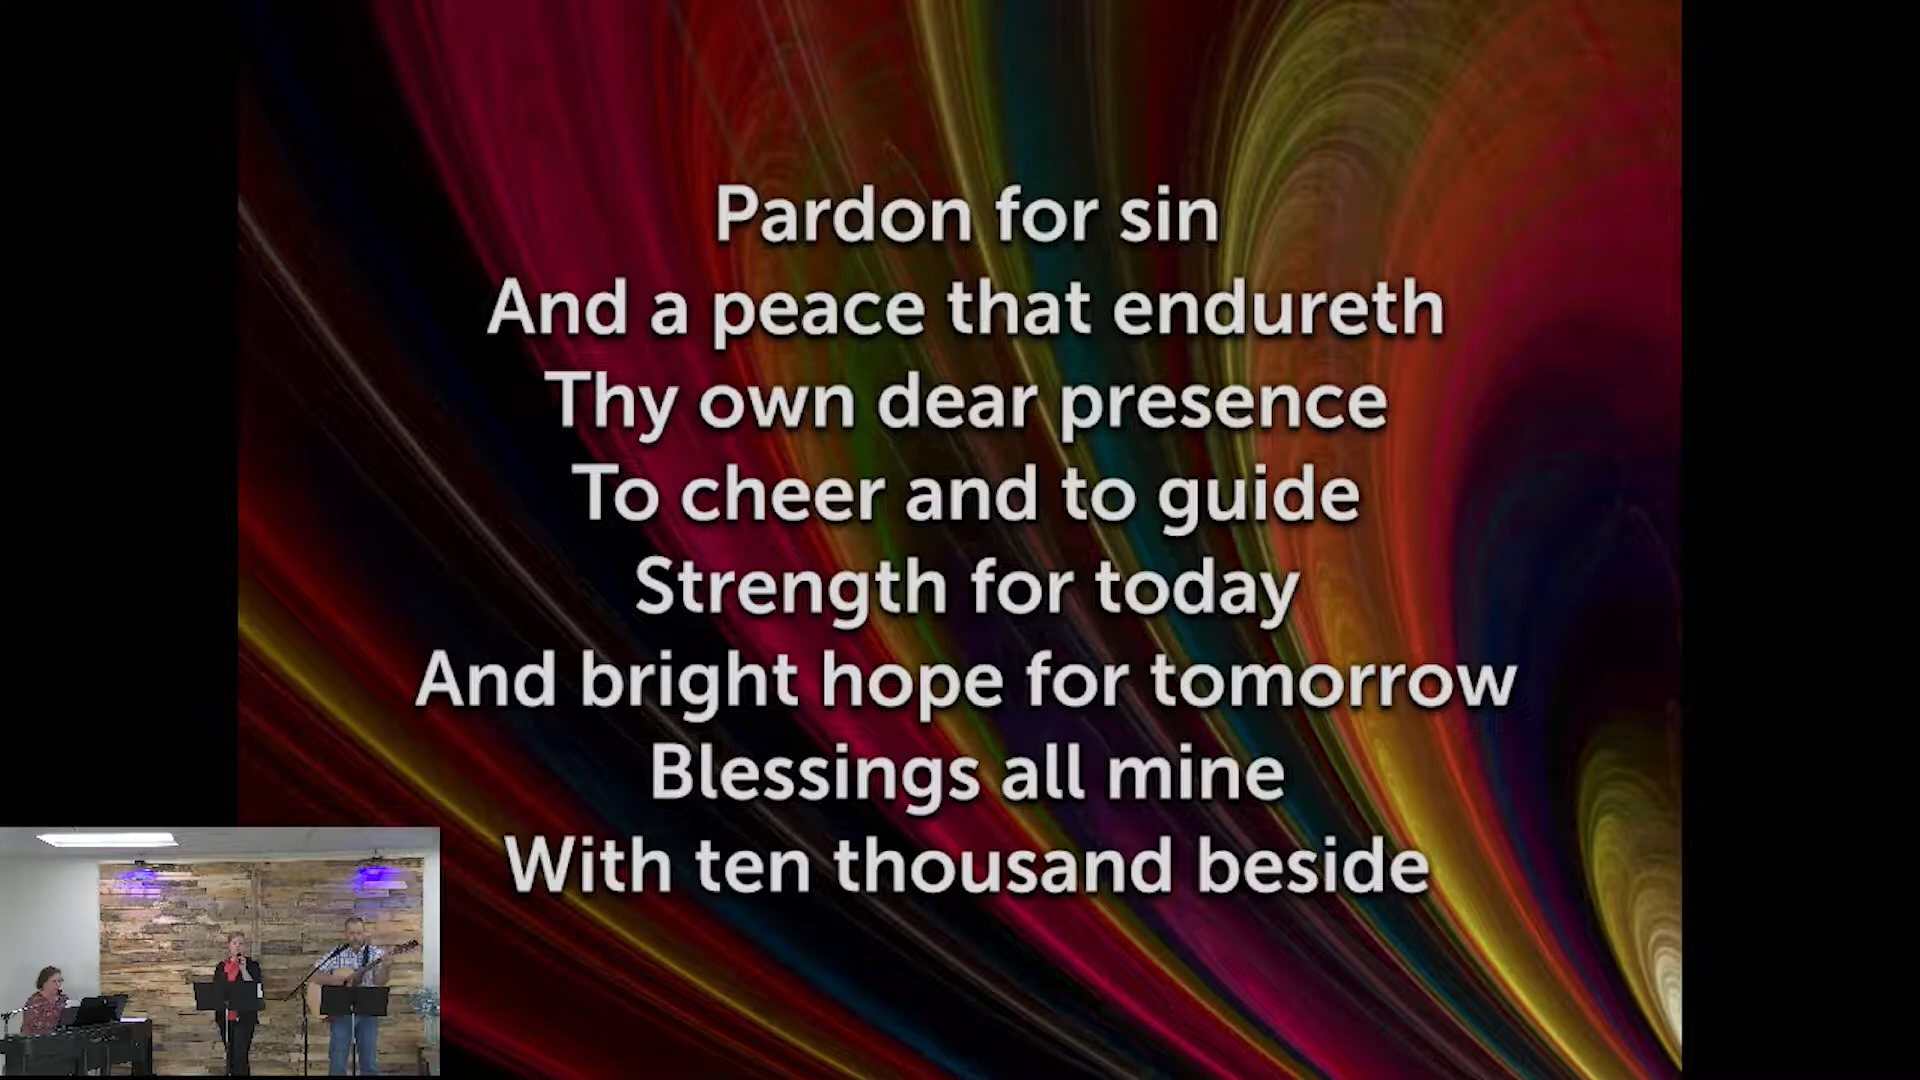 Pardon for sin
And a peace that endureth
Thy own dear presence
To cheer and to guide
Strength for today
And bright hope for tomorrow
Blessings all mine
With ten thousand beside